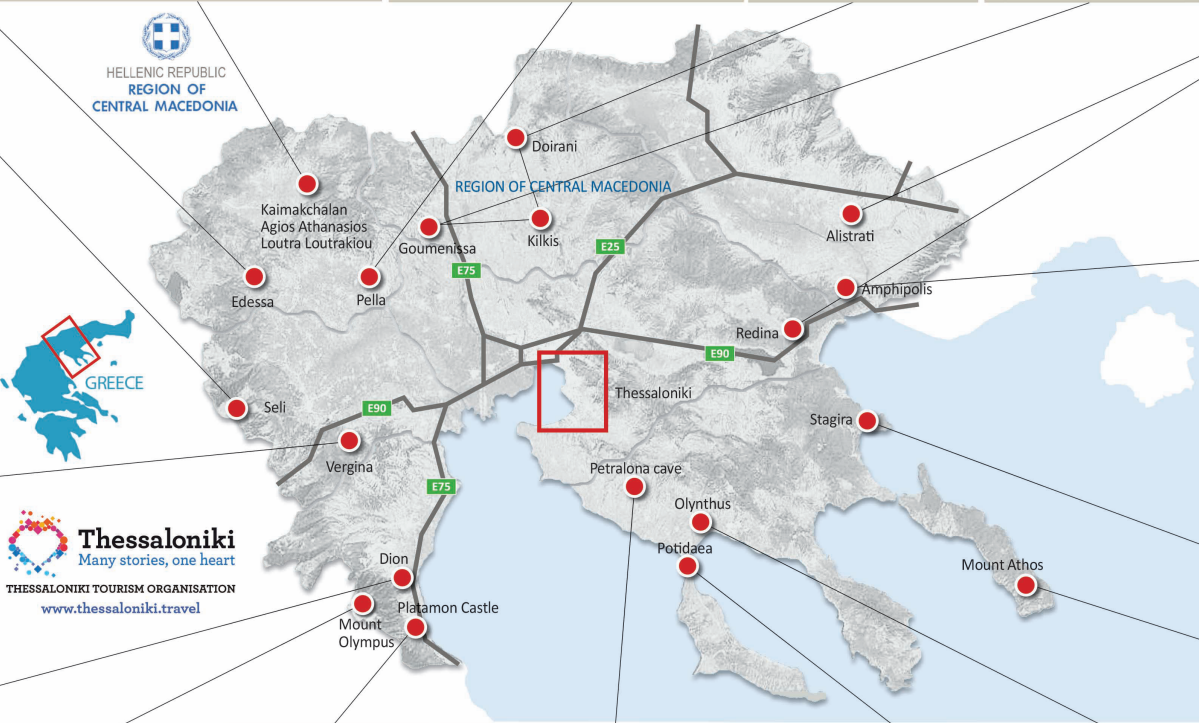 HELLENIC REPUBLIC
REGION OF
CENTRAL MACEDONIA
Doirani
REGION OF CENTRAL MACEDONIA
Kaimakchalan
Agios Athanasios
Loutra Loutrakiou
Goumenissa
Kilkis
Alistrati
E25
E75
Edessa
Pella
Amphipolis
Redina
E90
GREECE
Thessaloniki
Seli
E90
Stagira
Vergina
Petralona cave
E75
Olynthus
Thessaloniki
Many stories, one heart
THESSALONIKI TOURISM ORGANISATION
www.thessaloniki.travel
Potidaea
Dion
Mount Athos
Platamon Castle
Mount
Olympus